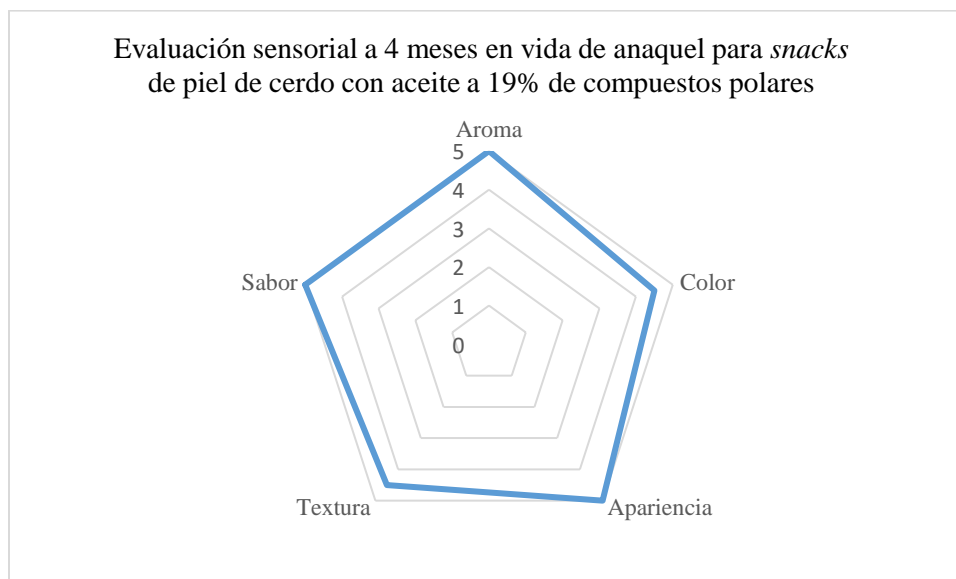 Evaluación sensorial a 4 meses en vida de anaquel para snacks
de piel de cerdo con aceite a 19% de compuestos polares
Aroma
5
4
3
2
1
0
Sabor
Color
Textura
Apariencia